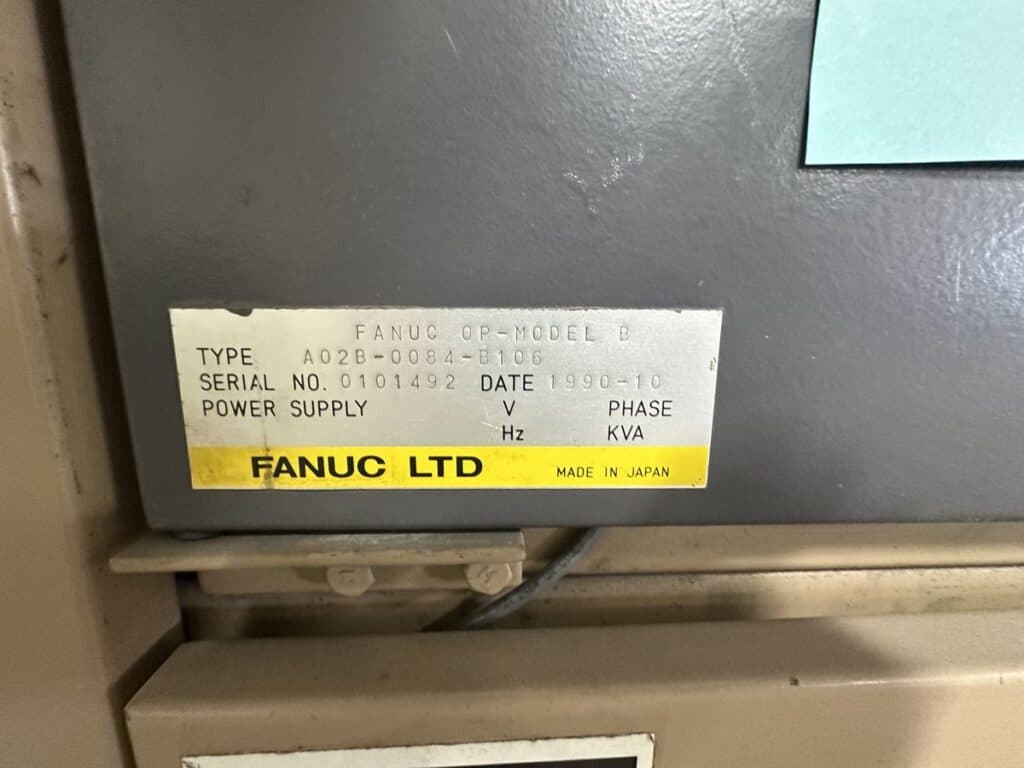 FANUC 0P-MODEL B
TYPE A02B-0084-B106
SERIAL NO. 0101492 DATE 1990-10
POWER SUPPLY V PHASE
Hz KVA
FANUC LTD MADE IN JAPAN